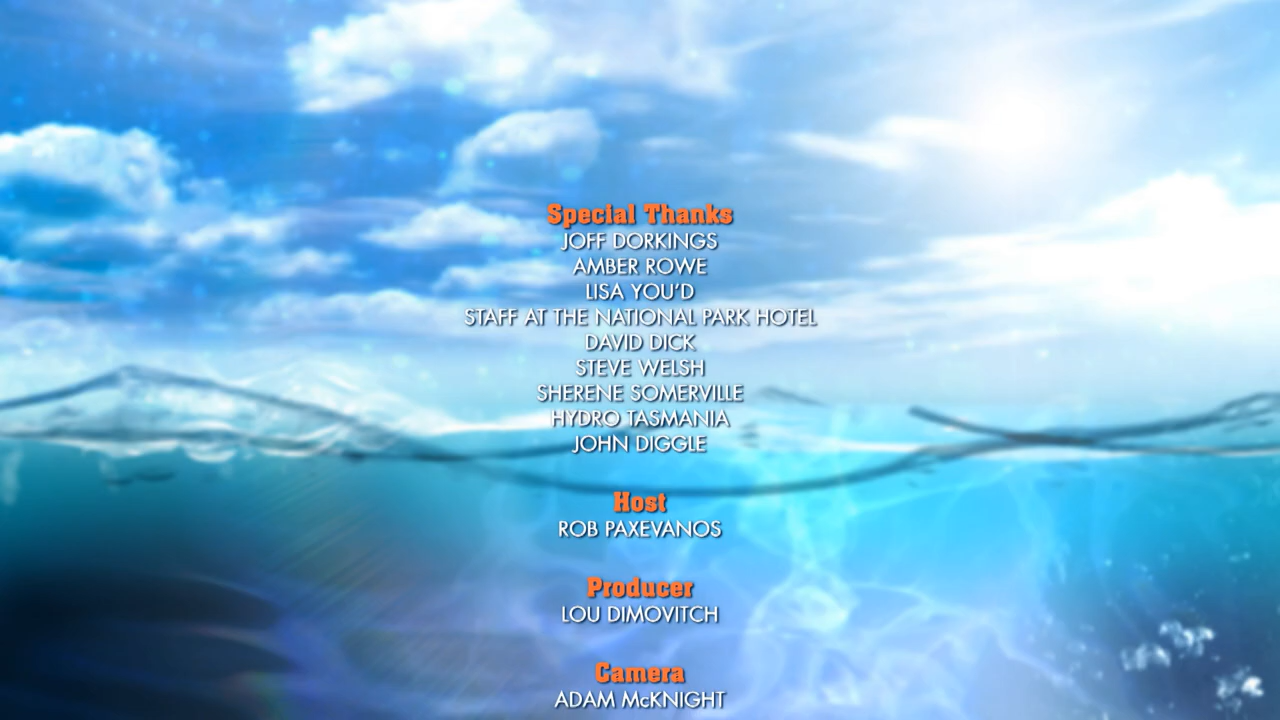 Special Thanks
JOFF DORKINGS
AMBER ROWE
LISA YOU'D
STAFF AT THE NATIONAL PARK HOTEL
DAVID DICK
STEVE WELSH
SHERENE SOMERVILLE
HYDRO TASMANIA
JOHN DIGGLE
Host
ROB PAXEVANOS
Producer
LOU DIMOVITCH
Camera
ADAM McKNIGHT